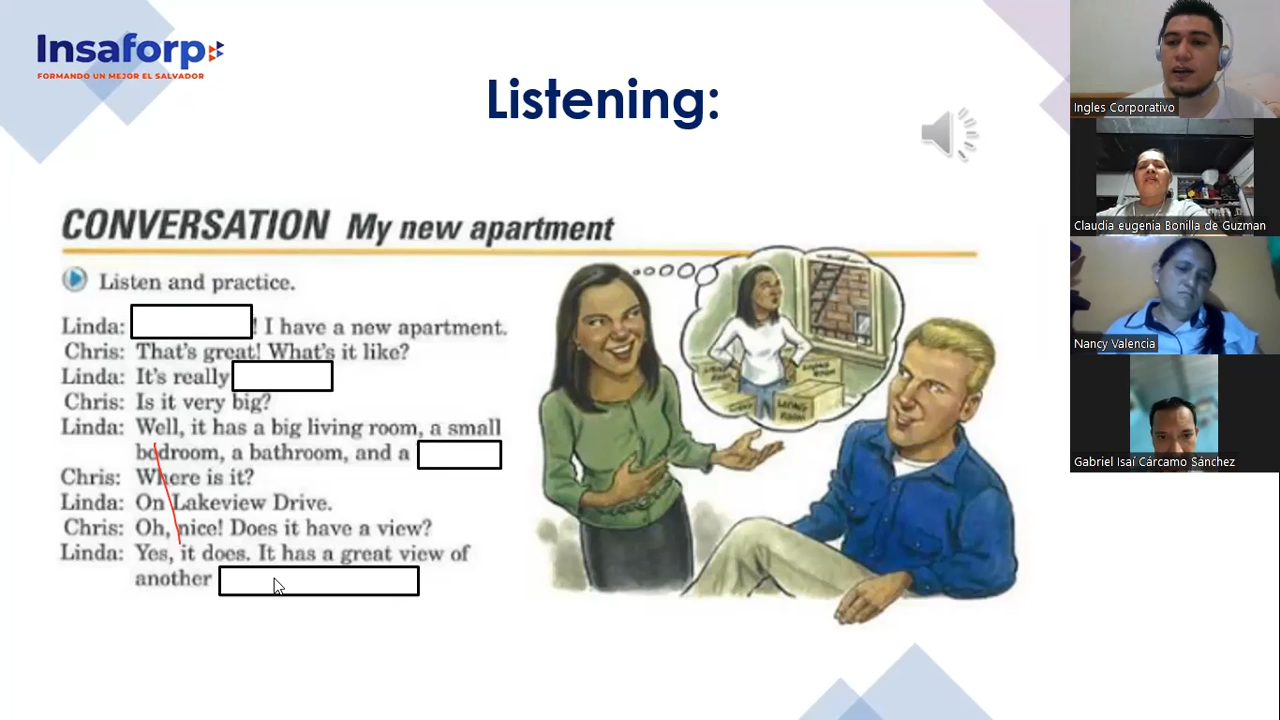 Insaforp
FORMANDO UN MEJOR EL SALVADOR
Listening:
CONVERSATION My new apartment
Listen and practice.
Linda: ! I have a new apartment.
Chris: That's great! What's it like?
Linda: It's really
Chris: Is it very big?
Linda: Well, it has a big living room, a small
bedroom, a bathroom, and a
Chris: Where is it?
Linda: On Lakeview Drive.
Chris: Oh, nice! Does it have a view?
Linda: Yes, it does. It has a great view of
another
LIVING
ROOM
Ingles Corporativo
Claudia eugenia Bonilla de Guzman
Nancy Valencia
Gabriel Isaí Cárcamo Sánchez